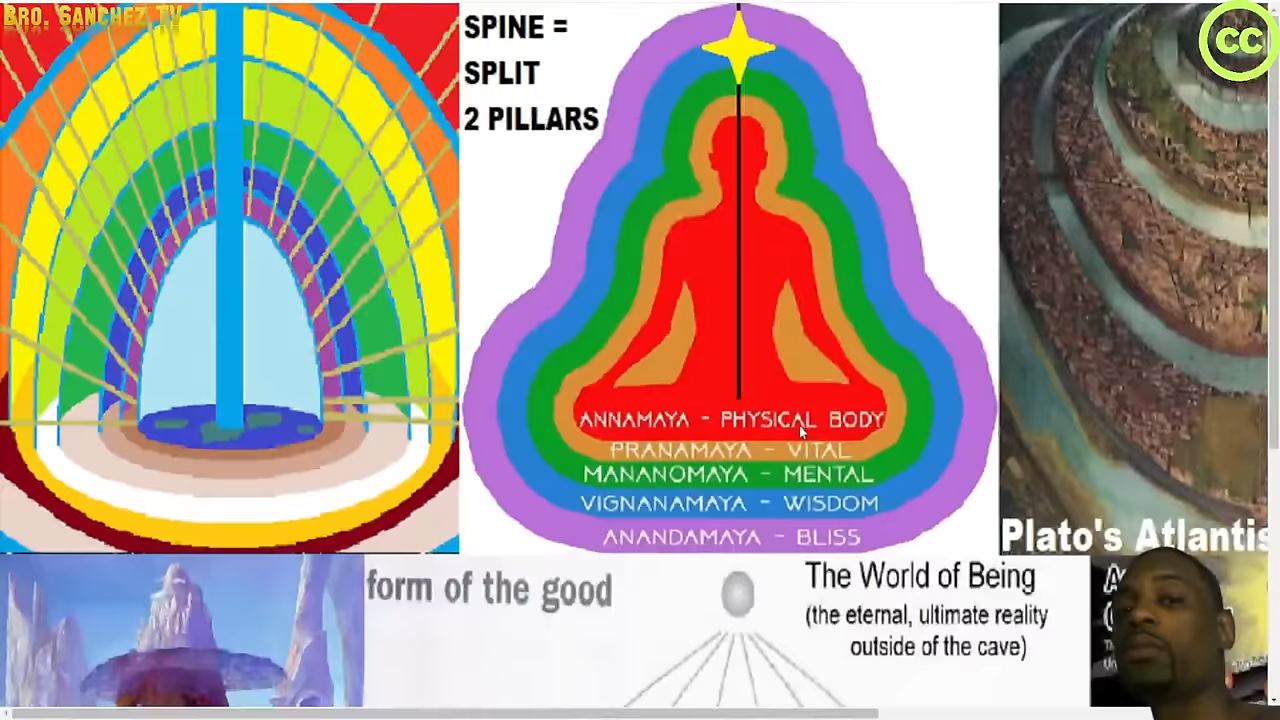 BRO. SANCHEZ TV
SPINE =
SPLIT
2 PILLARS
CC
ANNAMAYA - PHYSICAL BODY
PRANAMAYA - VITAL
MANANOMAYA - MENTAL
VIGNANAMAYA - WISDOM
ANANDAMAYA - BLISS
Plato's Atlantis
form of the good
The World of Being
(the eternal, ultimate reality
outside of the cave)